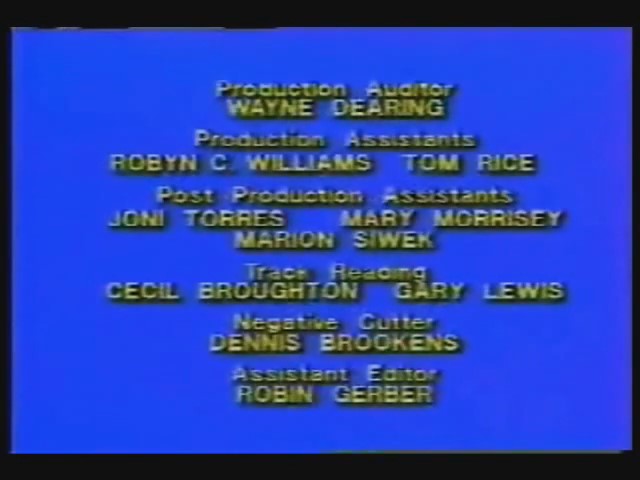 Production Auditor
WAYNE DEARING
Production Assistants
ROBYN C. WILLIAMS TOM RICE
Post Production Assistants
JONI TORRES MARY MORRISEY
MARION SIWEK
Track Reading
CECIL BROUGHTON GARY LEWIS
Negative Cutter
DENNIS BROOKENS
Assistant Editor
ROBIN GERBER